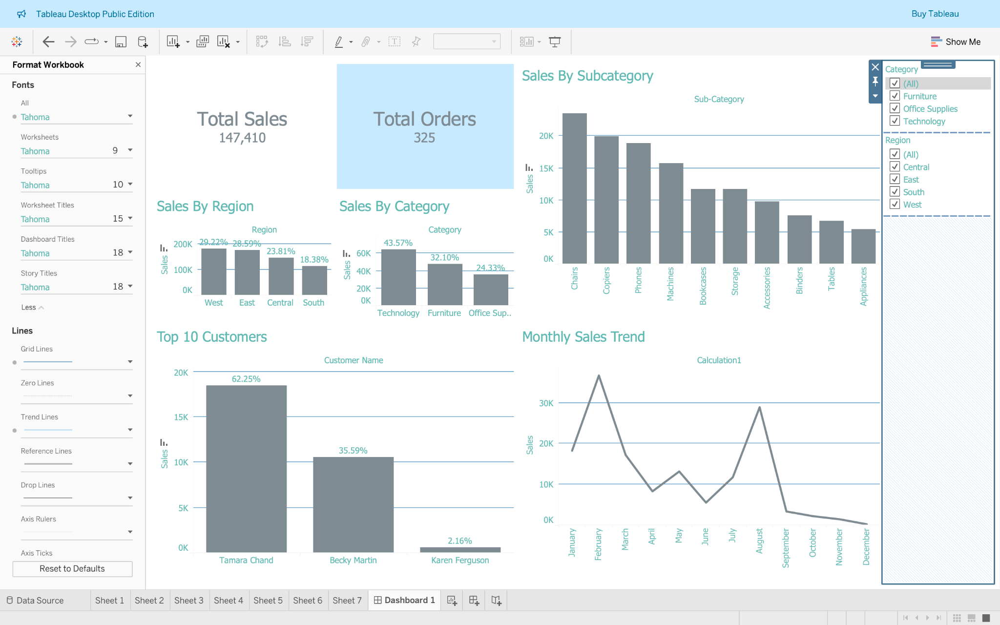 Tableau Desktop Public Edition
Buy Tableau
Show Me
Format Workbook
Fonts
All
Tahoma
Worksheets
Tahoma 9
Tooltips
Tahoma 10
Worksheet Titles
Tahoma 15
Dashboard Titles
Tahoma 18
Story Titles
Tahoma 18
Less
Lines
Grid Lines
Zero Lines
Trend Lines
Reference Lines
Drop Lines
Axis Rulers
Axis Ticks
Reset to Defaults
Total Sales
147,410
Total Orders
325
Sales By Region
Region
Sales
200K
100K
0K
29.22% 28.59% 23.81% 18.38%
West East Central South
Sales By Category
Category
Sales
60K
40K
20K
0K
43.57% 32.10% 24.33%
Technology Furniture Office Sup..
Sales By Subcategory
Sub-Category
Sales
20K
15K
10K
5K
0K
Chairs
Copiers
Phones
Machines
Bookcases
Storage
Accessories
Binders
Tables
Appliances
Top 10 Customers
Customer Name
Sales
20K
15K
10K
5K
0K
62.25%
35.59%
2.16%
Tamara Chand Becky Martin Karen Ferguson
Monthly Sales Trend
Calculation1
Sales
30K
20K
10K
0K
January
February
March
April
May
June
July
August
September
October
November
December
Category
(All)
Furniture
Office Supplies
Technology
Region
(All)
Central
East
South
West
Data Source Sheet 1 Sheet 2 Sheet 3 Sheet 4 Sheet 5 Sheet 6 Sheet 7 Dashboard 1